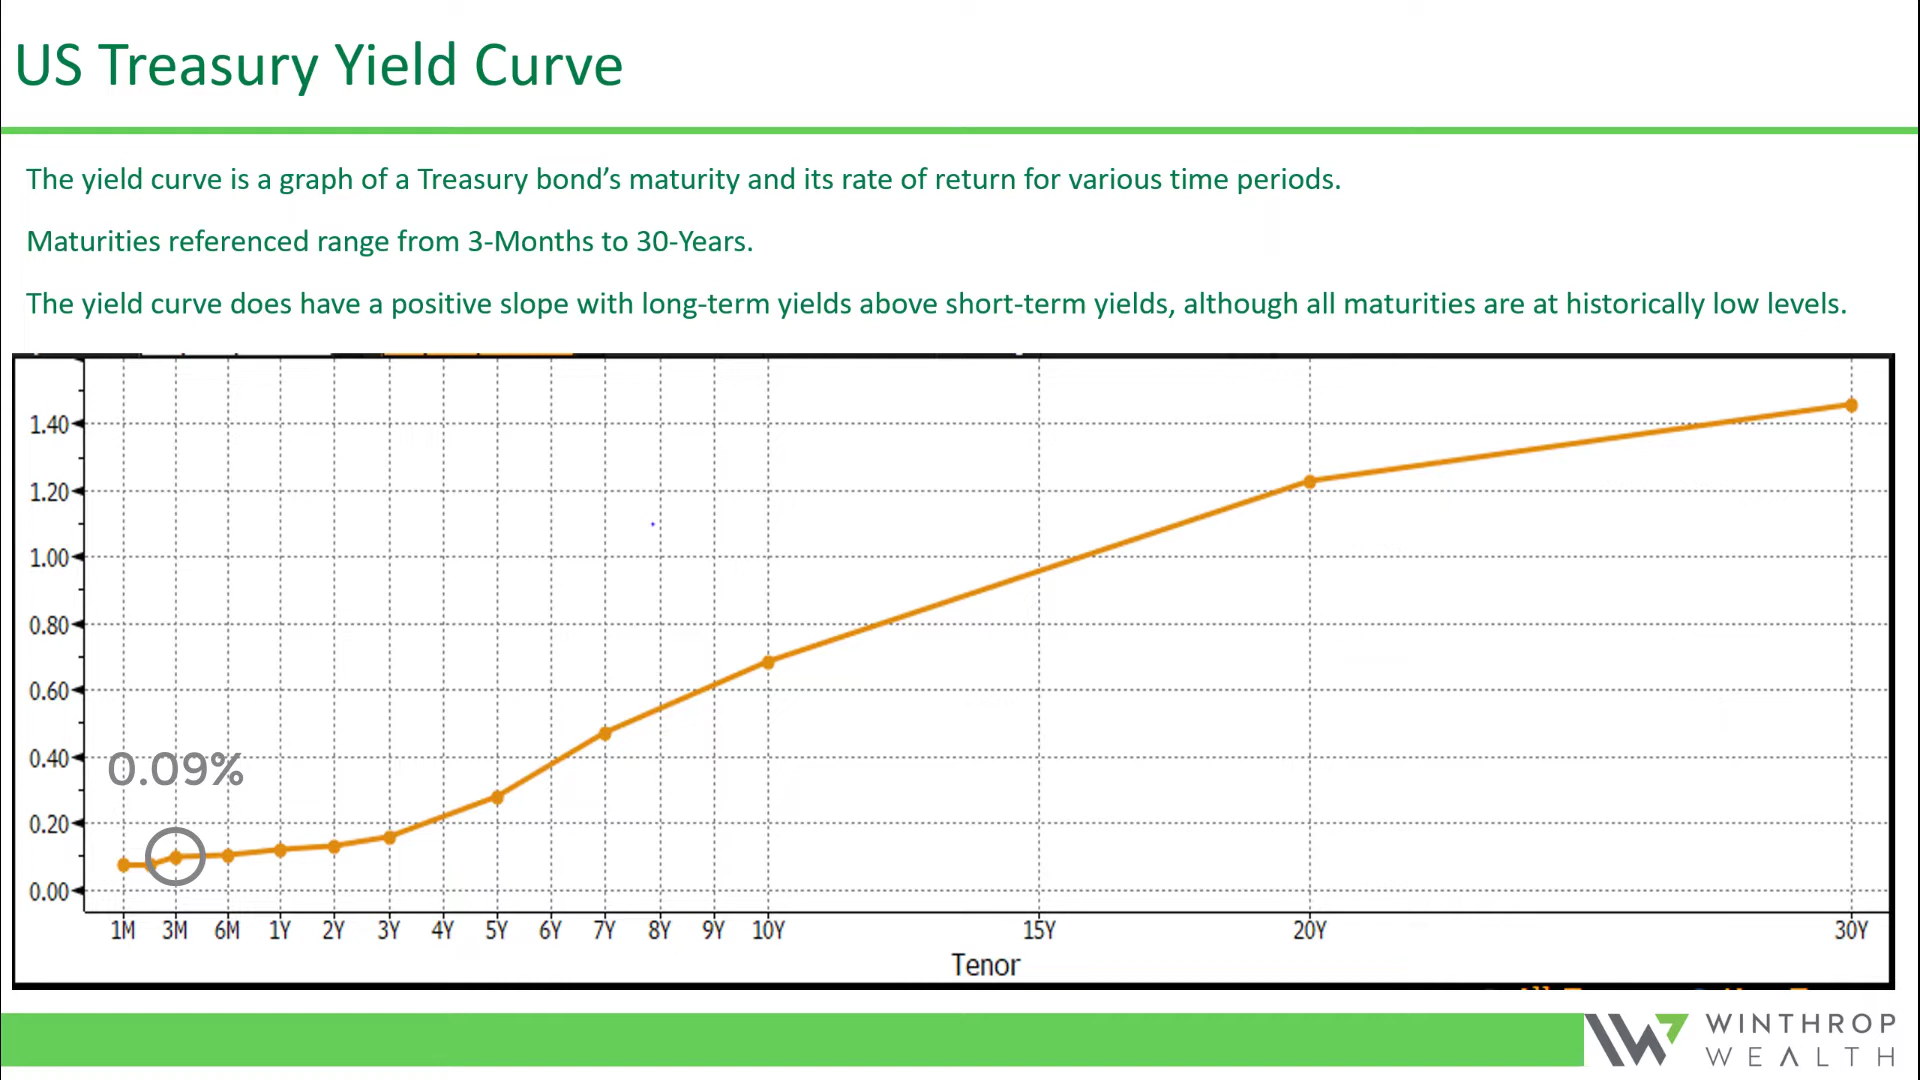 US Treasury Yield Curve
The yield curve is a graph of a Treasury bond’s maturity and its rate of return for various time periods.
Maturities referenced range from 3-Months to 30-Years.
The yield curve does have a positive slope with long-term yields above short-term yields, although all maturities are at historically low levels.
1.40
1.20
1.00
0.80
0.60
0.40
0.09%
0.20
0.00
1M 3M 6M 1Y 2Y 3Y 4Y 5Y 6Y 7Y 8Y 9Y 10Y 15Y 20Y 30Y
Tenor
WINTHROP
WEALTH